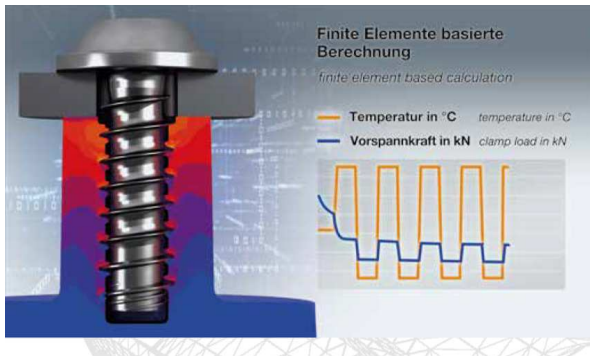 Finite Elemente basierte
Berechnung
finite element based calculation
Temperatur in °C temperature in °C
Vorspannkraft in kN clamp load in kN